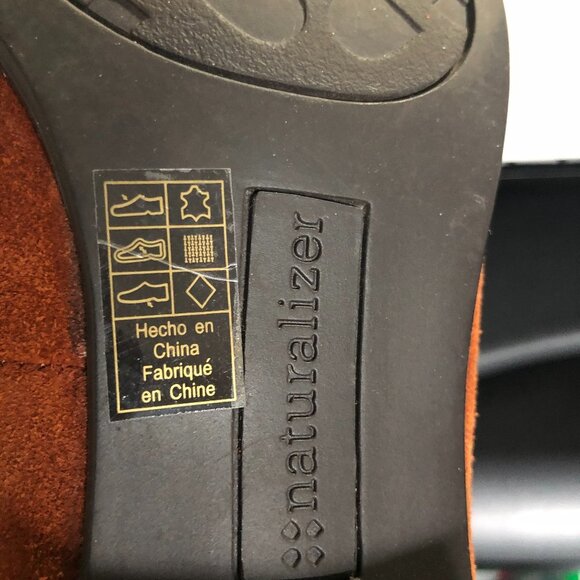 Hecho en
China
Fabriqué
en Chine
naturalizer